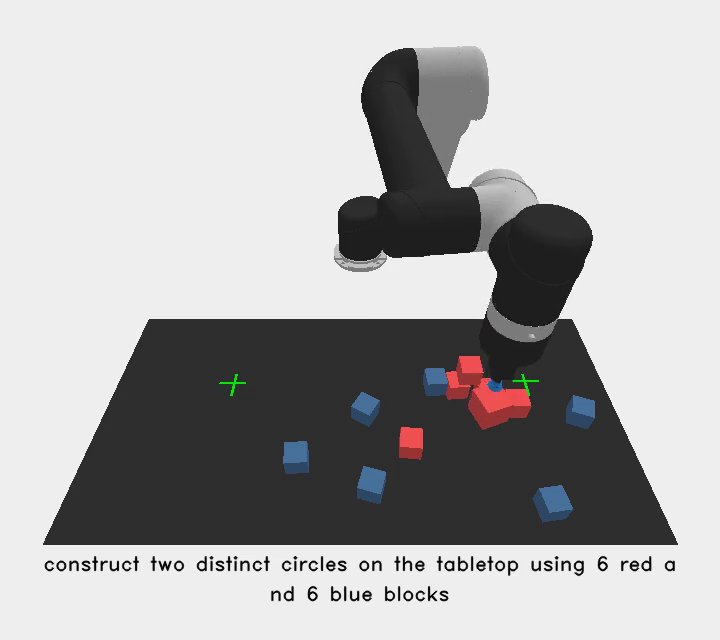 construct two distinct circles on the tabletop using 6 red a
nd 6 blue blocks